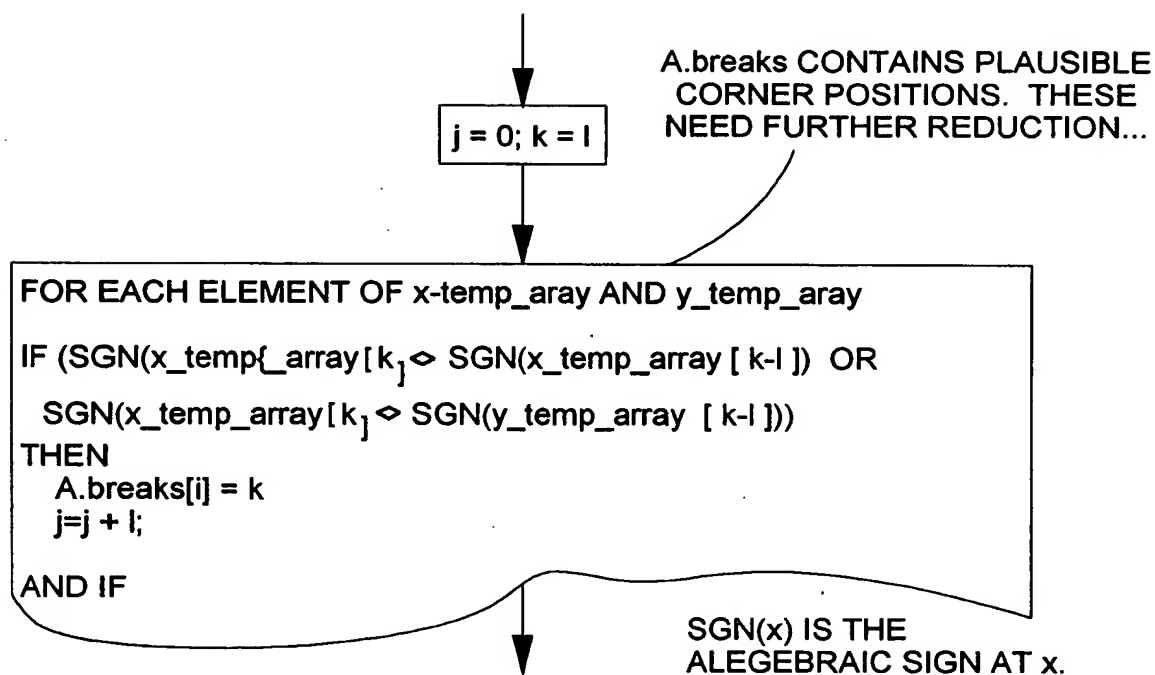 A.breaks CONTAINS PLAUSIBLE
CORNER POSITIONS. THESE
NEED FURTHER REDUCTION...
j = 0; k = l
FOR EACH ELEMENT OF x-temp_aray AND y_temp_aray
IF (SGN(x_temp{_array[k] <> SGN(x_temp_array [ k-l ]) OR
SGN(x_temp_array[k] <> SGN(y_temp_array [ k-l ]))
THEN
A.breaks[i] = k
j=j + l;
AND IF
SGN(x) IS THE
ALEGEBRAIC SIGN AT x.